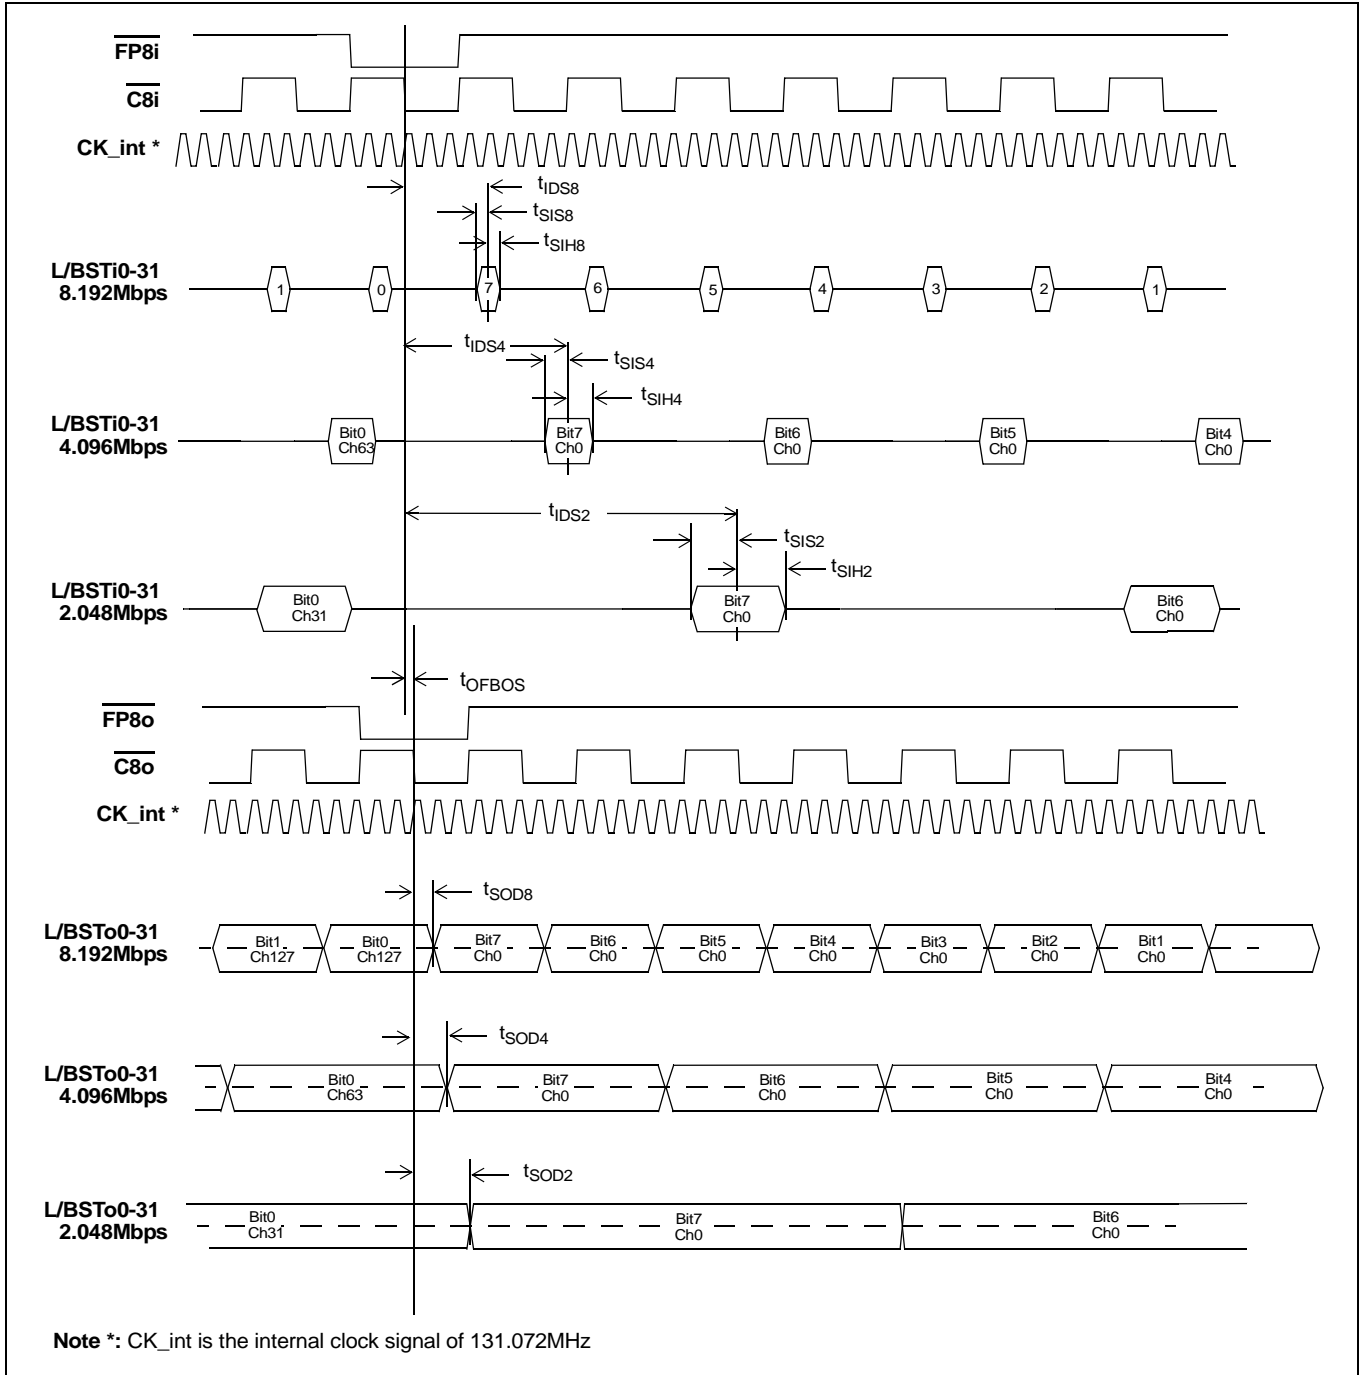 FP8i
C8i
CK_int *
tIDS8
tSIS8
tSIH8
L/BSTi0-31
8.192Mbps
1 0 7 6 5 4 3 2 1
tIDS4
tSIS4
tSIH4
L/BSTi0-31
4.096Mbps
Bit0 Bit7 Bit6 Bit5 Bit4
Ch63 Ch0 Ch0 Ch0 Ch0
tIDS2
tSIS2
tSIH2
L/BSTi0-31
2.048Mbps
Bit0 Bit7 Bit6
Ch31 Ch0 Ch0
tOFBOS
FP8o
C8o
CK_int *
tSOD8
L/BSTo0-31
8.192Mbps
Bit1 Bit0 Bit7 Bit6 Bit5 Bit4 Bit3 Bit2 Bit1
Ch127 Ch127 Ch0 Ch0 Ch0 Ch0 Ch0 Ch0 Ch0
tSOD4
L/BSTo0-31
4.096Mbps
Bit0 Bit7 Bit6 Bit5 Bit4
Ch63 Ch0 Ch0 Ch0 Ch0
tSOD2
L/BSTo0-31
2.048Mbps
Bit0 Bit7 Bit6
Ch31 Ch0 Ch0
Note *: CK_int is the internal clock signal of 131.072MHz